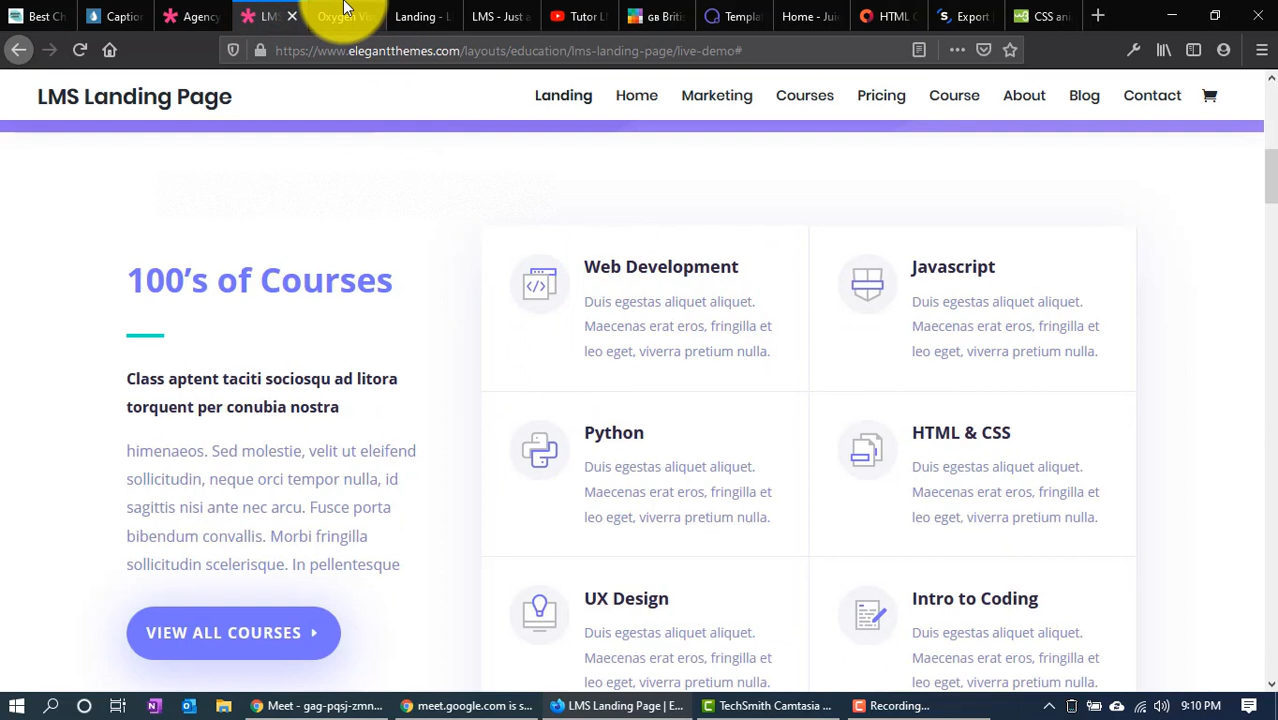 Best Ch
Caption
Agency
LMS
Oxygen Vis
Landing - L
LMS - Just a
Tutor L
GB Britis
Templat
Home - Juic
HTML C
Export
CSS ani
https://www.elegantthemes.com/layouts/education/lms-landing-page/live-demo#
LMS Landing Page
Landing
Home
Marketing
Courses
Pricing
Course
About
Blog
Contact
100's of Courses
Class aptent taciti sociosqu ad litora
torquent per conubia nostra
himenaeos. Sed molestie, velit ut eleifend
sollicitudin, neque orci tempor nulla, id
sagittis nisi ante nec arcu. Fusce porta
bibendum convallis. Morbi fringilla
sollicitudin scelerisque. In pellentesque
VIEW ALL COURSES
Web Development
Duis egestas aliquet aliquet.
Maecenas erat eros, fringilla et
leo eget, viverra pretium nulla.
Javascript
Duis egestas aliquet aliquet.
Maecenas erat eros, fringilla et
leo eget, viverra pretium nulla.
Python
Duis egestas aliquet aliquet.
Maecenas erat eros, fringilla et
leo eget, viverra pretium nulla.
HTML & CSS
Duis egestas aliquet aliquet.
Maecenas erat eros, fringilla et
leo eget, viverra pretium nulla.
UX Design
Duis egestas aliquet aliquet.
Maecenas erat eros, fringilla et
leo eget, viverra pretium nulla.
Intro to Coding
Duis egestas aliquet aliquet.
Maecenas erat eros, fringilla et
leo eget, viverra pretium nulla.
Meet - gag-pqsj-zmn...
meet.google.com is s...
LMS Landing Page | E...
TechSmith Camtasia ...
Recording...
9:10 PM